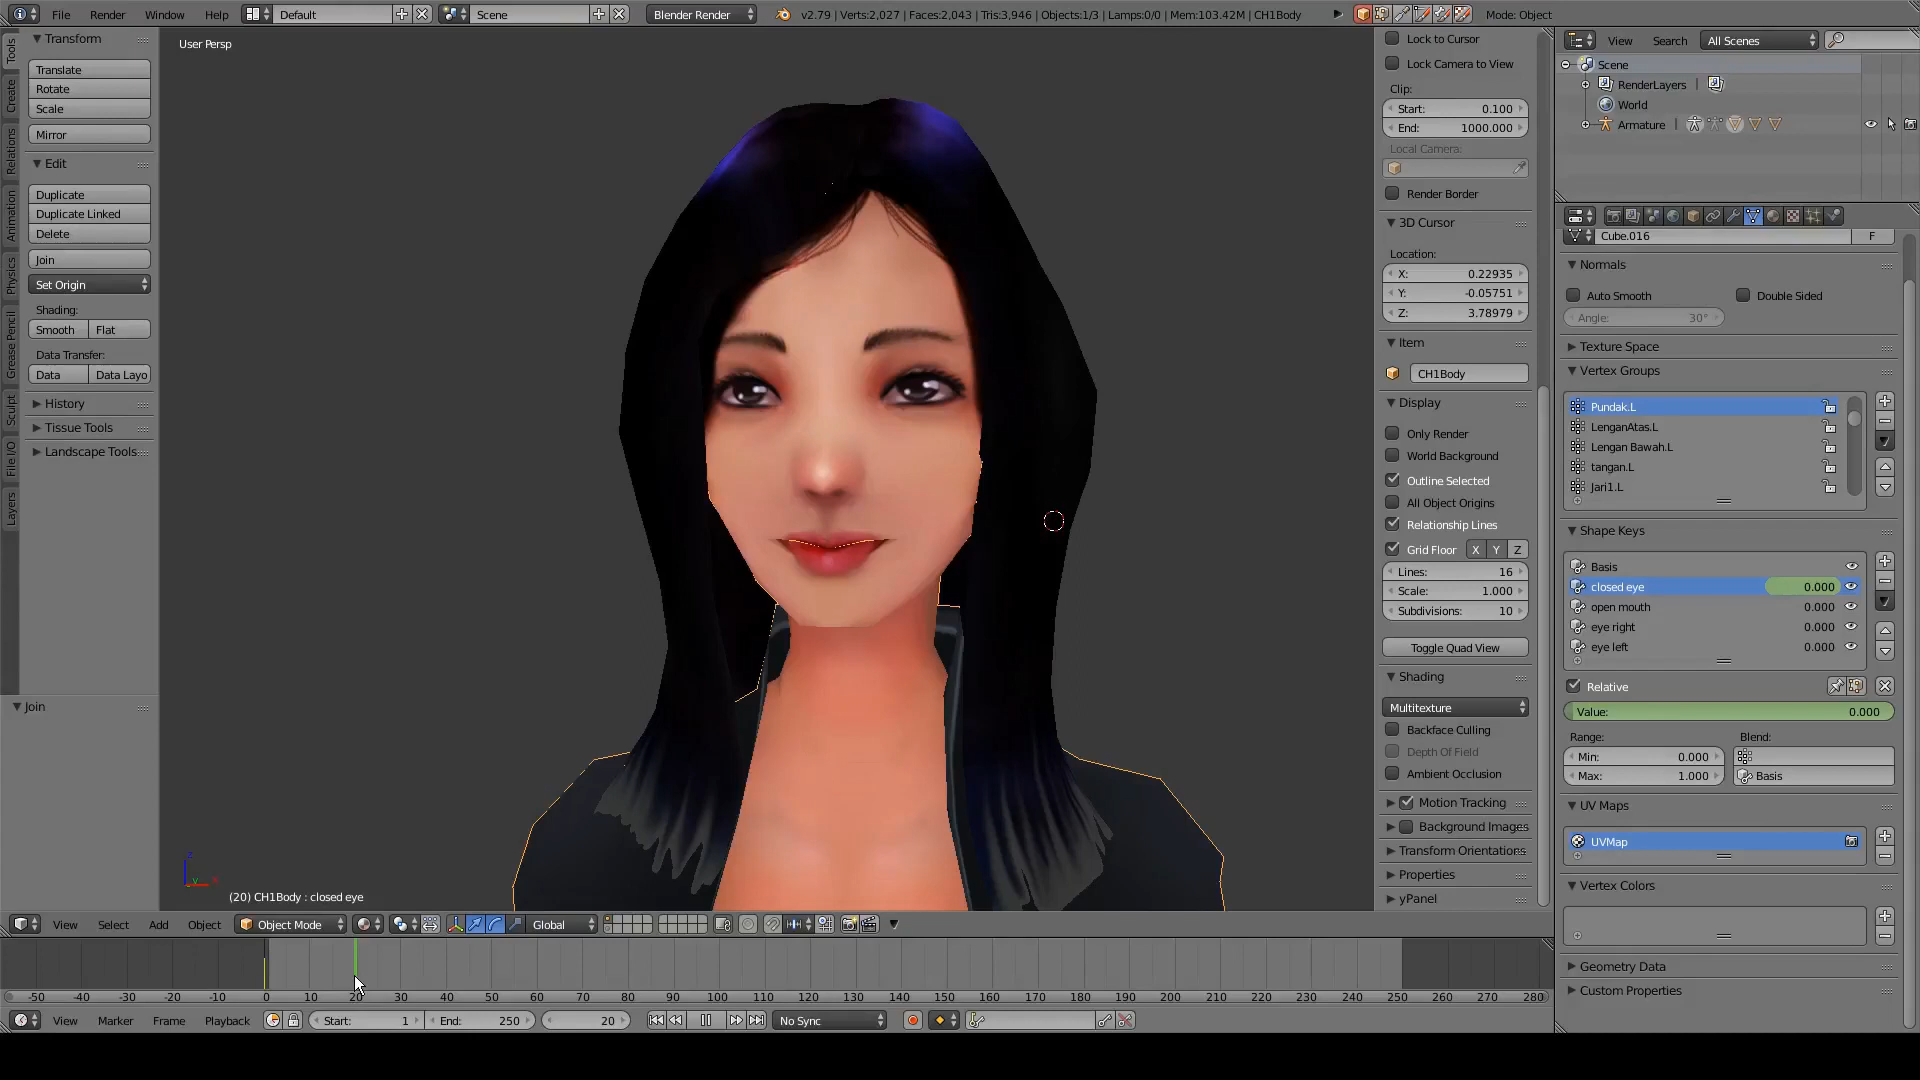 File Render Window Help Default Scene Blender Render v2.79 | Verts:2,027 | Faces:2,043 | Tris:3,946 | Objects:1/3 | Lamps:0/0 | Mem:103.42M | CH1Body Mode: Object
Tools
Create
Relations
Animation
Physics
Grease Pencil
Sculpt
File I/O
Layers
Transform
Translate
Rotate
Scale
Mirror
Edit
Duplicate
Duplicate Linked
Delete
Join
Set Origin
Shading:
Smooth Flat
Data Transfer:
Data Data Layo
History
Tissue Tools
Landscape Tools
Join
User Persp
(20) CH1Body : closed eye
Lock to Cursor
Lock Camera to View
Clip:
Start: 0.100
End: 1000.000
Local Camera:
Render Border
3D Cursor
Location:
X: 0.22935
Y: -0.05751
Z: 3.78979
Item
CH1Body
Display
Only Render
World Background
Outline Selected
All Object Origins
Relationship Lines
Grid Floor X Y Z
Lines: 16
Scale: 1.000
Subdivisions: 10
Toggle Quad View
Shading
Multitexture
Backface Culling
Depth Of Field
Ambient Occlusion
Motion Tracking
Background Images
Transform Orientations
Properties
yPanel
View Search All Scenes
Scene
RenderLayers |
World
Armature |
Cube.016 F
Normals
Auto Smooth Double Sided
Angle: 30°
Texture Space
Vertex Groups
Pundak.L
LenganAtas.L
Lengan Bawah.L
tangan.L
Jari1.L
Shape Keys
Basis
closed eye 0.000
open mouth 0.000
eye right 0.000
eye left 0.000
Relative
Value: 0.000
Range: Blend:
Min: 0.000
Max: 1.000 Basis
UV Maps
UVMap
Vertex Colors
Geometry Data
Custom Properties
View Select Add Object Object Mode Global
-50 -40 -30 -20 -10 0 10 20 30 40 50 60 70 80 90 100 110 120 130 140 150 160 170 180 190 200 210 220 230 240 250 260 270 280
View Marker Frame Playback Start: 1 End: 250 20 No Sync